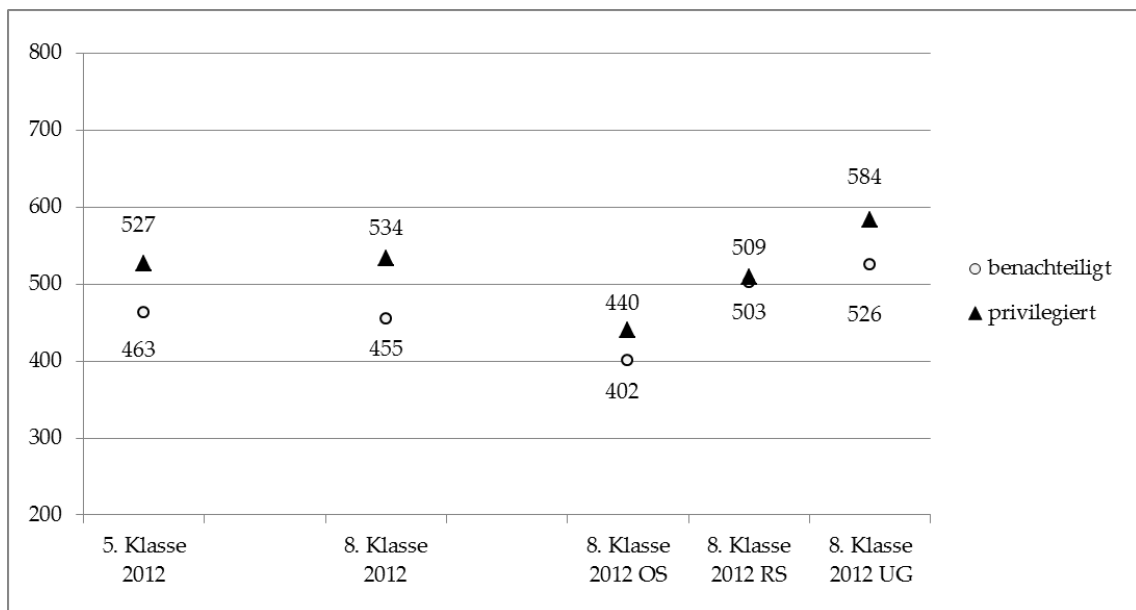 800
700
600
500
400
300
200
527
463
534
455
440
402
509
503
584
526
5. Klasse
2012
8. Klasse
2012
8. Klasse
2012 OS
8. Klasse
2012 RS
8. Klasse
2012 UG
benachteiligt
privilegiert